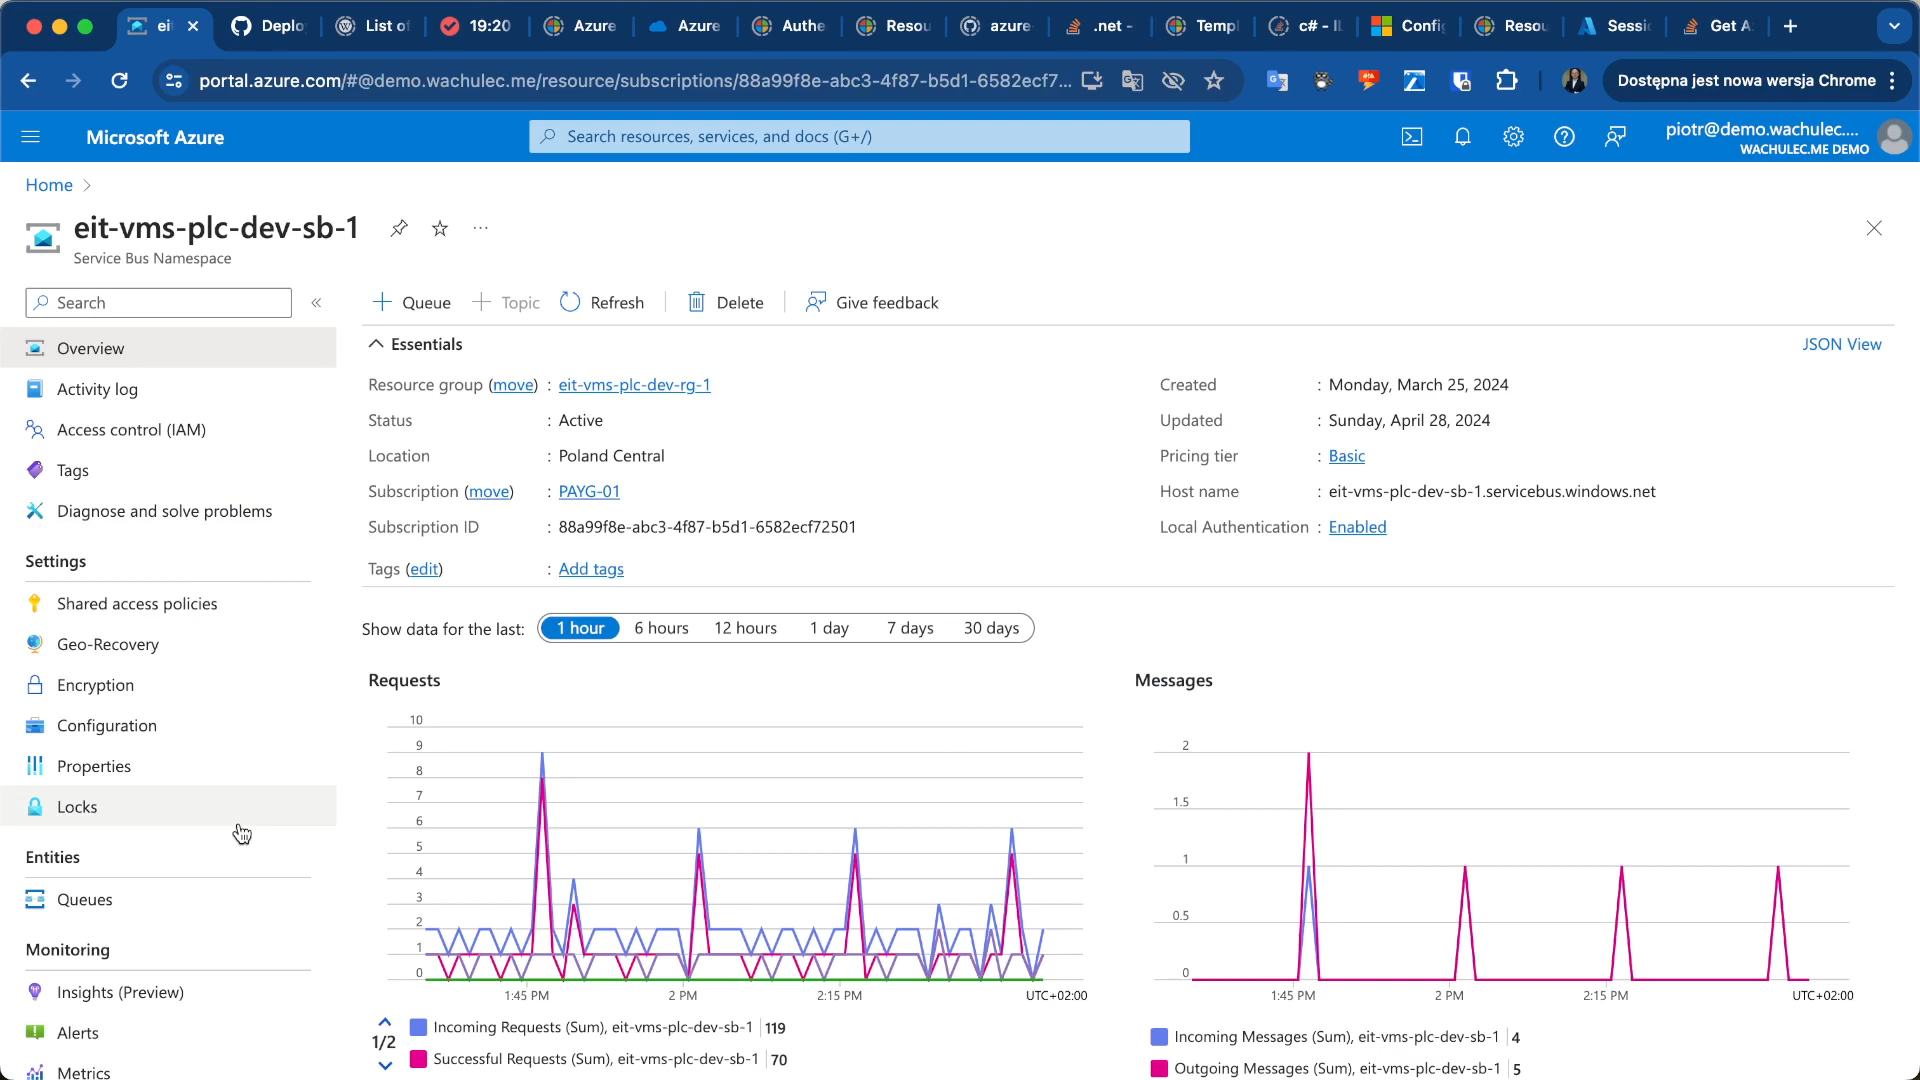 eit
Deplo
List of
19:20
Azure
Azure
Authe
Resou
azure
.net -
Templ
c# - IL
Config
Resou
Sessic
Get A
portal.azure.com/#@demo.wachulec.me/resource/subscriptions/88a99f8e-abc3-4f87-b5d1-6582ecf7...
Dostępna jest nowa wersja Chrome
Microsoft Azure
Search resources, services, and docs (G+/)
piotr@demo.wachulec....
WACHULEC.ME DEMO
Home
eit-vms-plc-dev-sb-1
Service Bus Namespace
Search
Overview
Activity log
Access control (IAM)
Tags
Diagnose and solve problems
Settings
Shared access policies
Geo-Recovery
Encryption
Configuration
Properties
Locks
Entities
Queues
Monitoring
Insights (Preview)
Alerts
Metrics
Queue
Topic
Refresh
Delete
Give feedback
Essentials
JSON View
Resource group (move) : eit-vms-plc-dev-rg-1
Status : Active
Location : Poland Central
Subscription (move) : PAYG-01
Subscription ID : 88a99f8e-abc3-4f87-b5d1-6582ecf72501
Tags (edit) : Add tags
Created : Monday, March 25, 2024
Updated : Sunday, April 28, 2024
Pricing tier : Basic
Host name : eit-vms-plc-dev-sb-1.servicebus.windows.net
Local Authentication : Enabled
Show data for the last: 1 hour 6 hours 12 hours 1 day 7 days 30 days
Requests
10
9
8
7
6
5
4
3
2
1
0
1:45 PM 2 PM 2:15 PM UTC+02:00
1/2
Incoming Requests (Sum), eit-vms-plc-dev-sb-1 119
Successful Requests (Sum), eit-vms-plc-dev-sb-1 70
Messages
2
1.5
1
0.5
0
1:45 PM 2 PM 2:15 PM UTC+02:00
Incoming Messages (Sum), eit-vms-plc-dev-sb-1 4
Outgoing Messages (Sum), eit-vms-plc-dev-sb-1 5